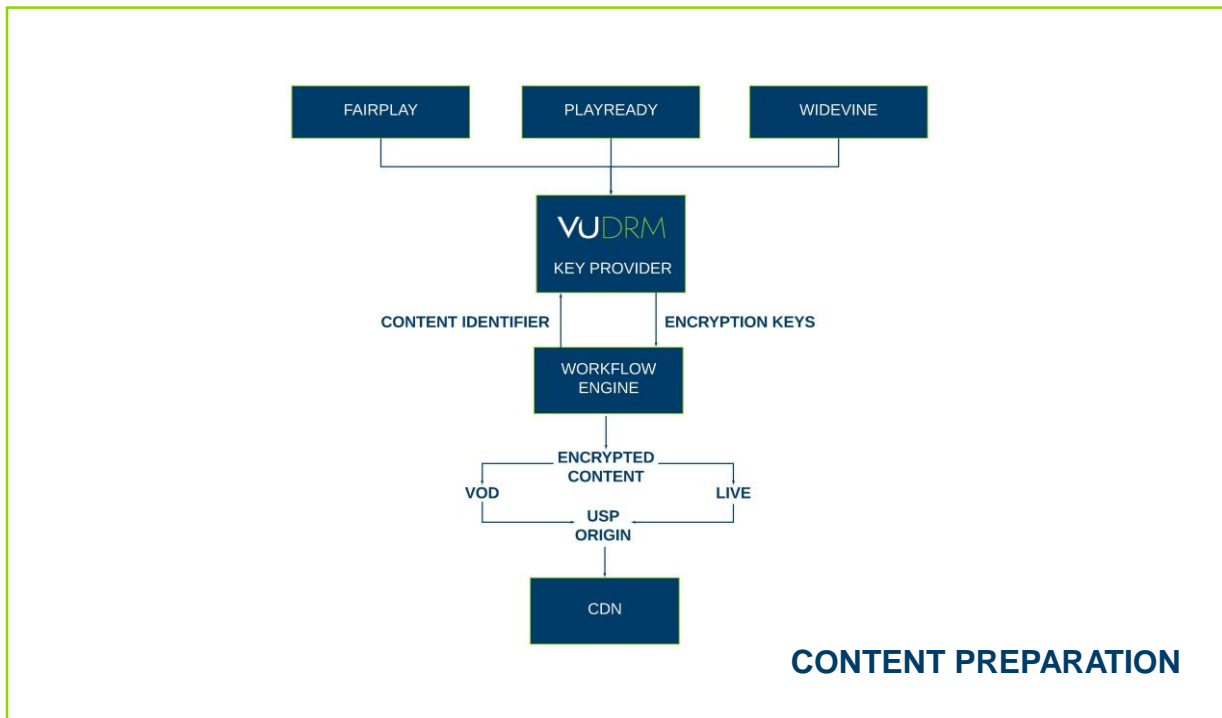 FAIRPLAY
PLAYREADY
WIDEVINE
VUDRM
KEY PROVIDER
CONTENT IDENTIFIER
ENCRYPTION KEYS
WORKFLOW
ENGINE
ENCRYPTED
CONTENT
VOD
LIVE
USP
ORIGIN
CDN
CONTENT PREPARATION